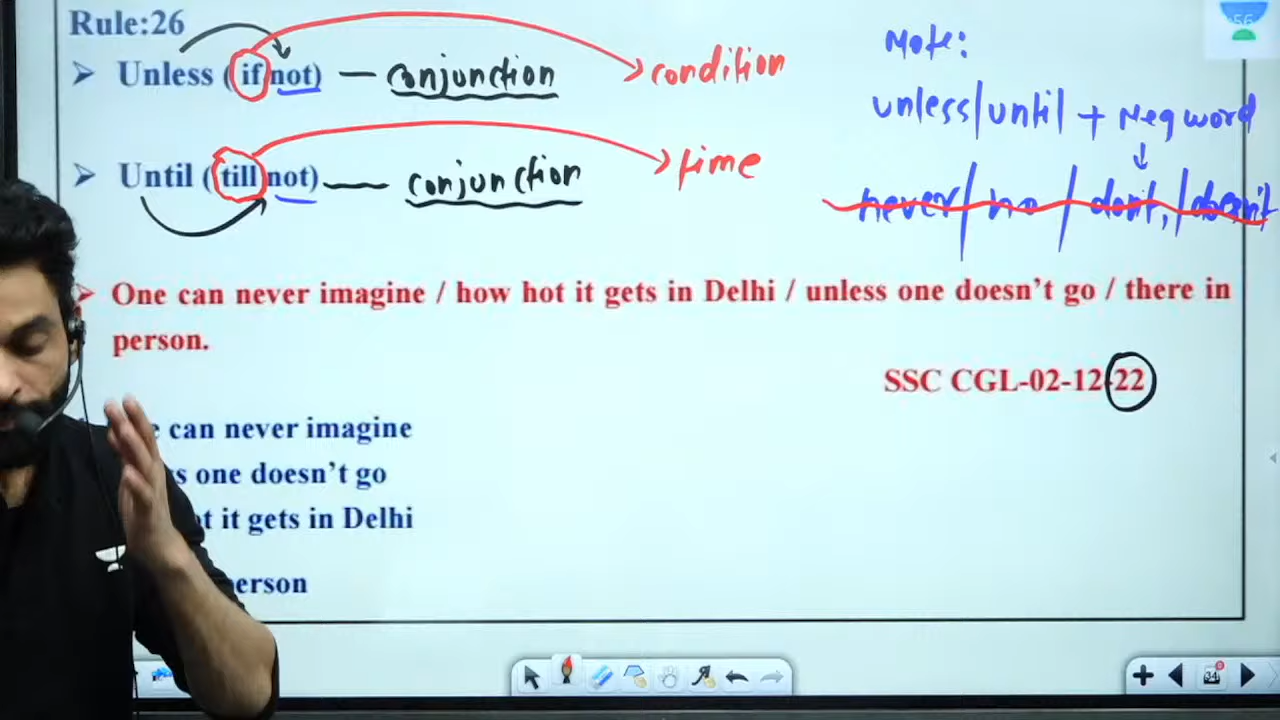 Rule:26
➤ Unless (if not) — conjunction → condition
➤ Until (till not) — conjunction → time
Note:
unless/until + Neg word
↓
never/no/don't,/doesn't
➤ One can never imagine / how hot it gets in Delhi / unless one doesn't go / there in
person.
SSC CGL-02-12-22
can never imagine
one doesn't go
it gets in Delhi
34